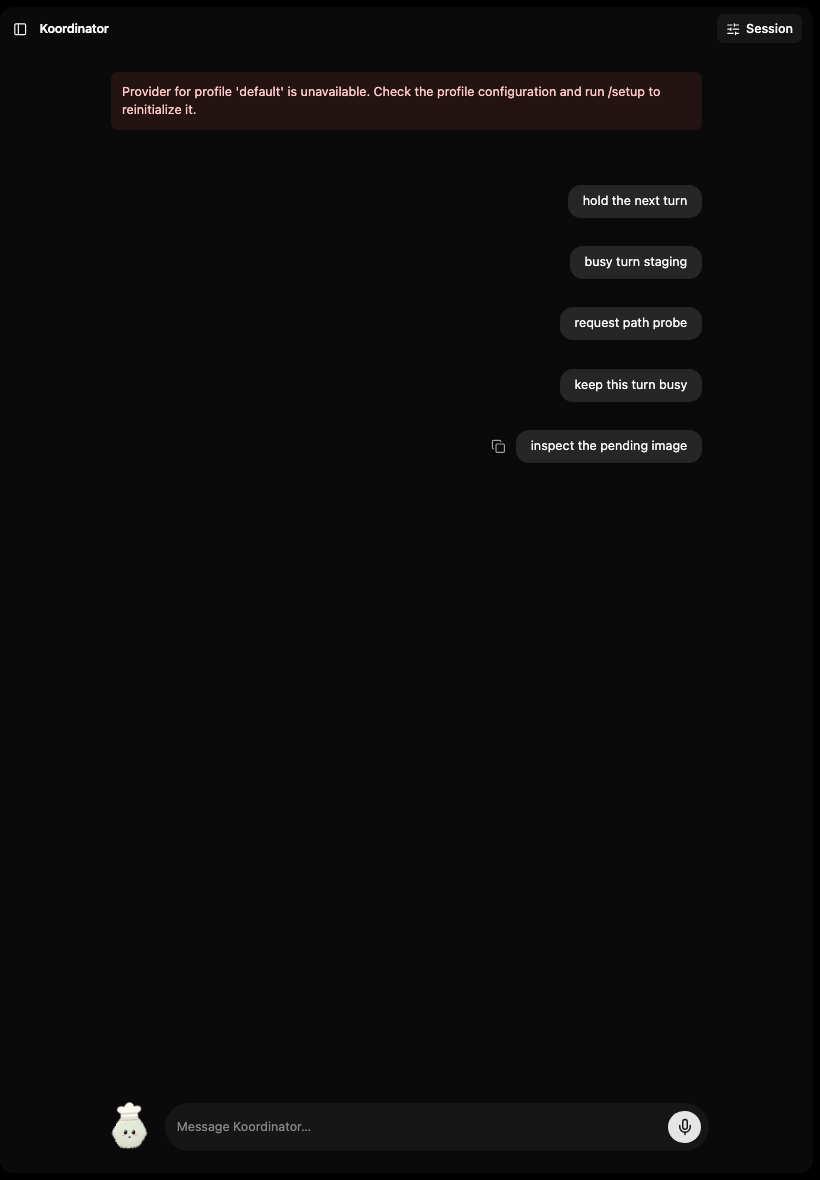 Koordinator
Session
Provider for profile 'default' is unavailable. Check the profile configuration and run /setup to
reinitialize it.
hold the next turn
busy turn staging
request path probe
keep this turn busy
inspect the pending image
Message Koordinator...